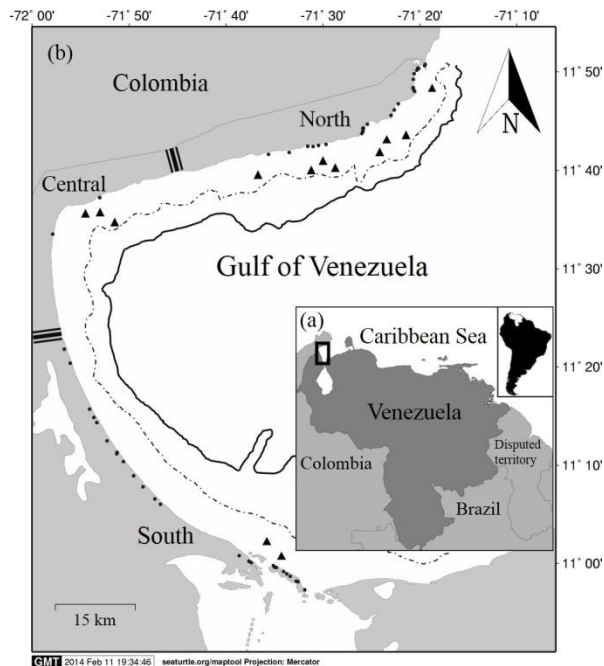 -72° 00' -71° 50' -71° 40' -71° 30' -71° 20' -71° 10'
(b)
Colombia
North
Central
South
Gulf of Venezuela
N
11° 50'
11° 40'
11° 30'
11° 20'
11° 10'
11° 00'
(a)
Caribbean Sea
Venezuela
Colombia
Disputed
territory
Brazil
15 km
GMT 2014 Feb 11 19:34:46 seaturtle.org/maptool Projection: Mercator